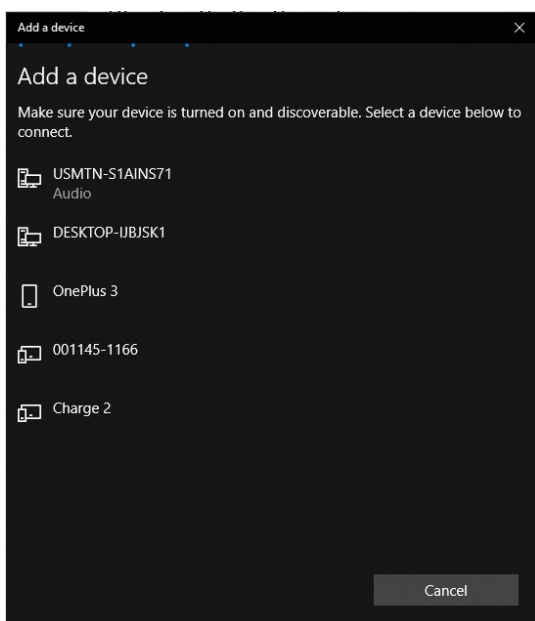 Add a device
Add a device
Make sure your device is turned on and discoverable. Select a device below to
connect.
USMTN-S1AINS71
Audio
DESKTOP-IJBJSK1
OnePlus 3
001145-1166
Charge 2
Cancel